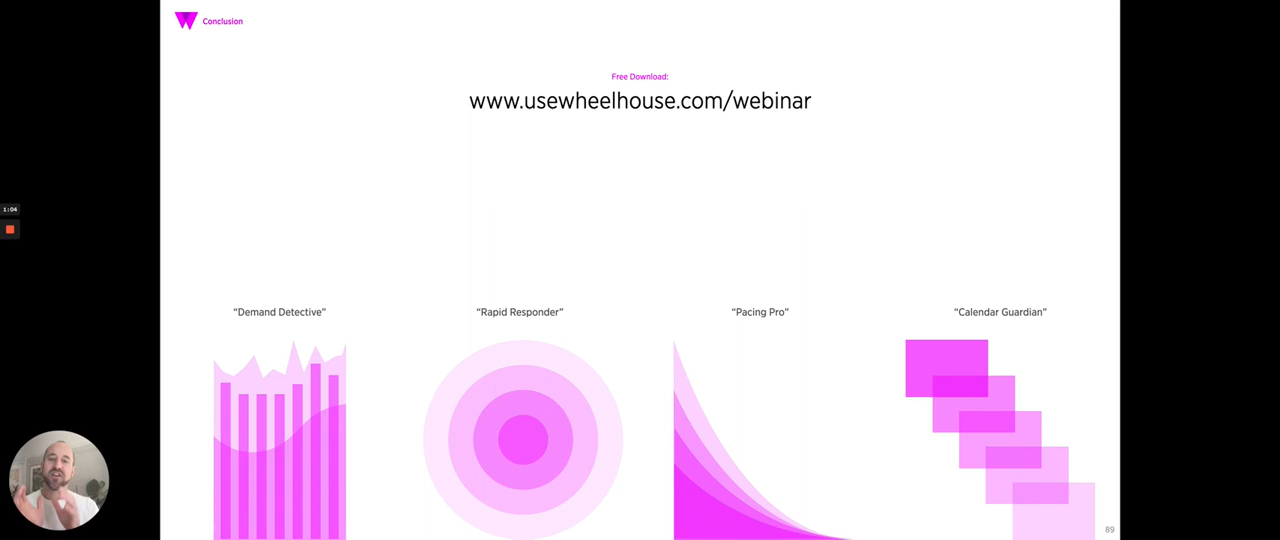 Conclusion
Free Download:
www.usewheelhouse.com/webinar
1:04
“Demand Detective”
“Rapid Responder”
“Pacing Pro”
“Calendar Guardian”
89